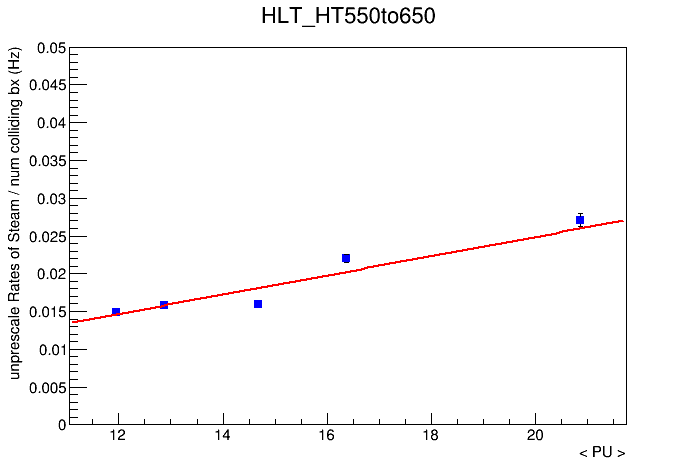 HLT_HT550to650
unprescale Rates of Steam / num colliding bx (Hz)
0.05
0.045
0.04
0.035
0.03
0.025
0.02
0.015
0.01
0.005
0
12 14 16 18 20
< PU >